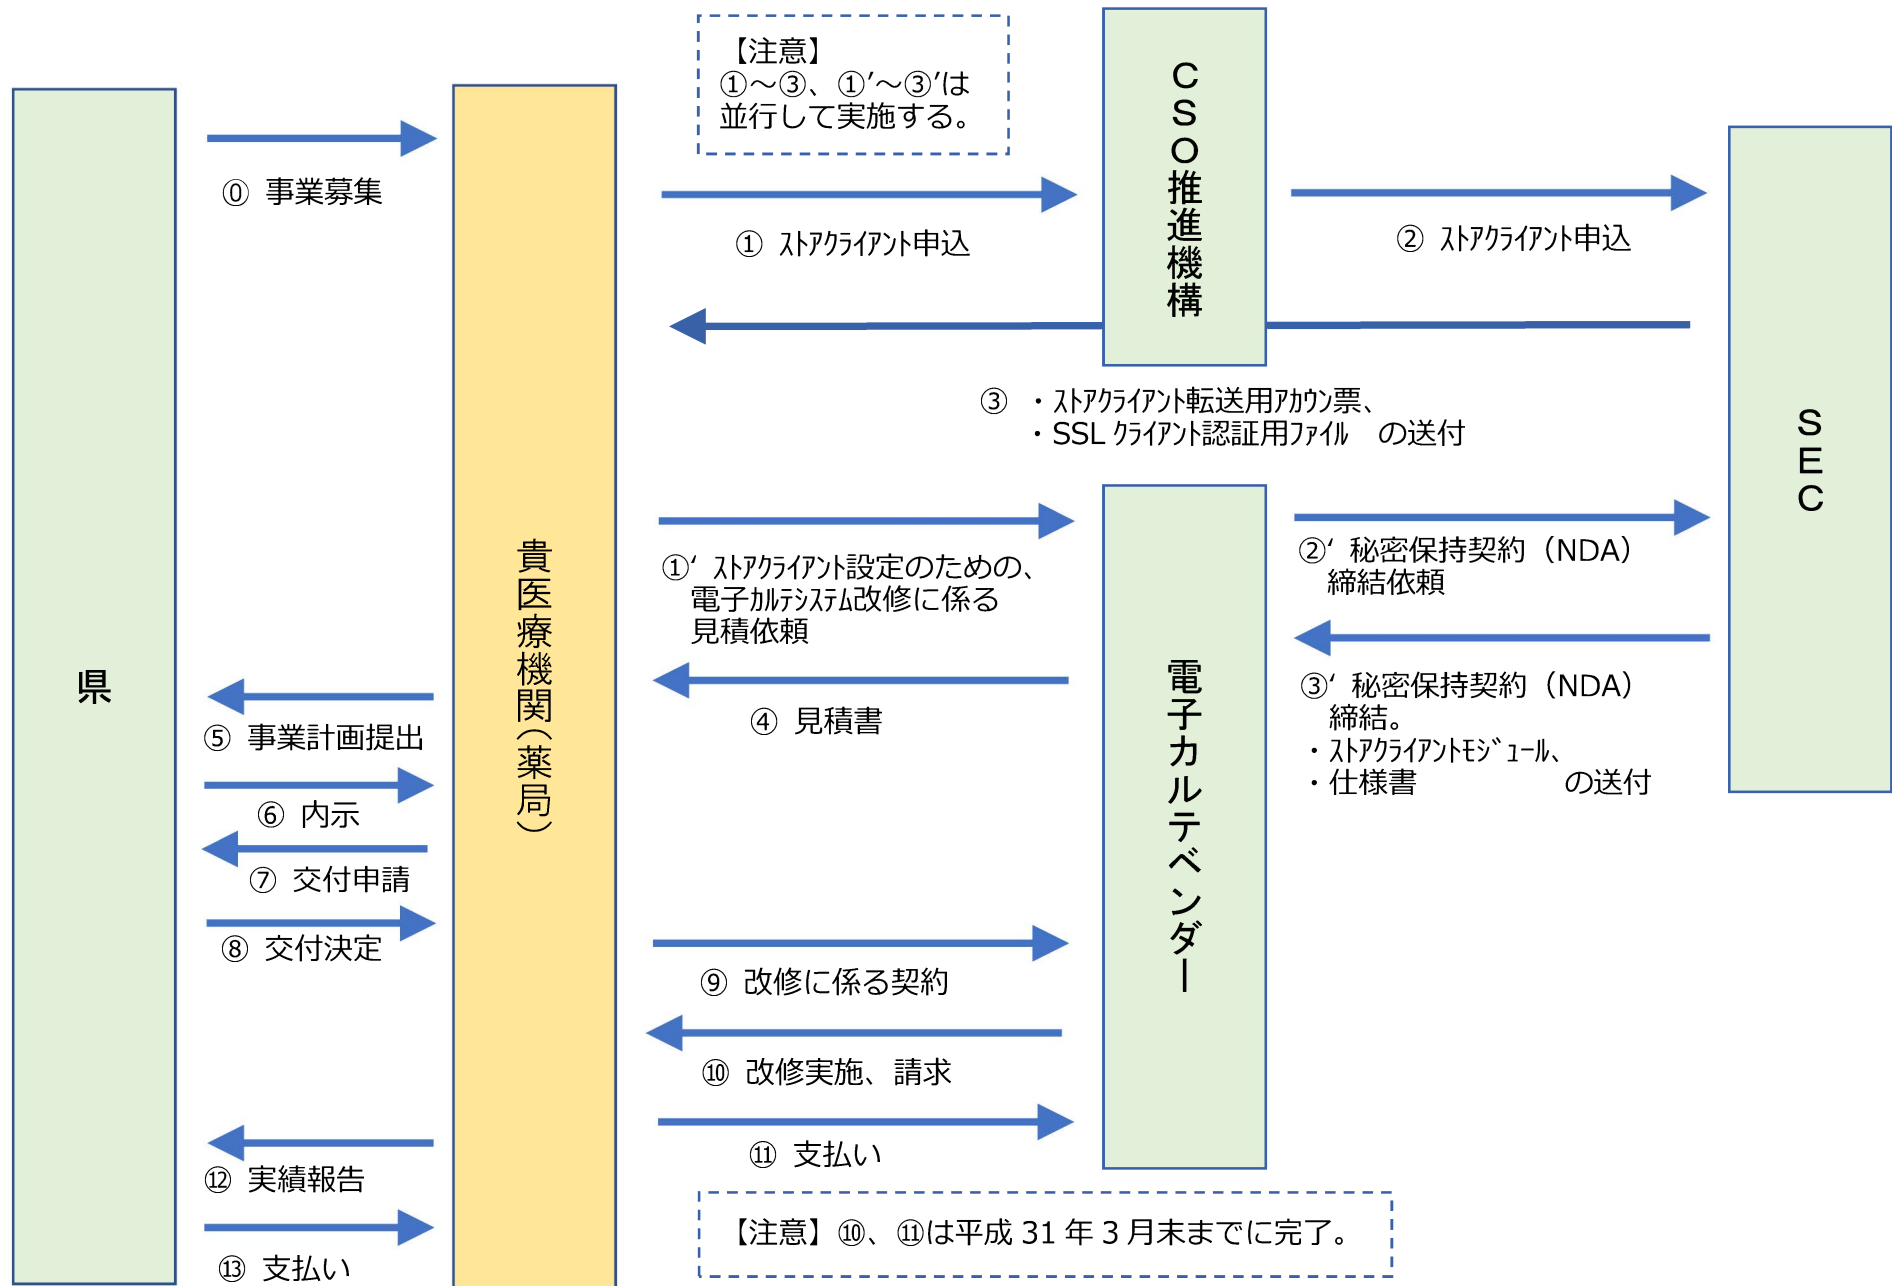 【注意】
①～③、①′～③′は
並行して実施する。
CSO推進機構
⓪ 事業募集
① ｽﾄｱｸﾗｲｱﾝﾄ申込
② ｽﾄｱｸﾗｲｱﾝﾄ申込
③ ・ｽﾄｱｸﾗｲｱﾝﾄ転送用ｱｶｳﾝ票、
・SSL ｸﾗｲｱﾝﾄ認証用ﾌｧｲﾙ の送付
SEC
貴医療機関(薬局)
①‘ ｽﾄｱｸﾗｲｱﾝﾄ設定のための、
電子ｶﾙﾃｼｽﾃﾑ改修に係る
見積依頼
②‘ 秘密保持契約（NDA）
締結依頼
県
電子カルテベンダー
④ 見積書
③‘ 秘密保持契約（NDA）
締結。
・ｽﾄｱｸﾗｲｱﾝﾄﾓｼﾞｭｰﾙ、
・仕様書 の送付
⑤ 事業計画提出
⑥ 内示
⑦ 交付申請
⑧ 交付決定
⑨ 改修に係る契約
⑩ 改修実施、請求
⑪ 支払い
⑫ 実績報告
⑬ 支払い
【注意】⑩、⑪は平成 31 年 3 月末までに完了。